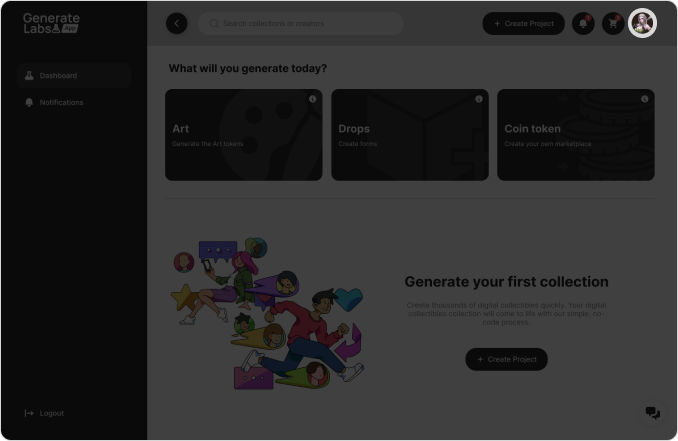 Generate
Labs App
Search collections or creators
+ Create Project
Dashboard
Notifications
What will you generate today?
Art
Generate the Art tokens
Drops
Create forms
Coin token
Create your own marketplace
Generate your first collection
Create thousands of digital collectibles quickly. Your digital
collectibles collection will come to life with our simple, no-
code process.
+ Create Project
Logout